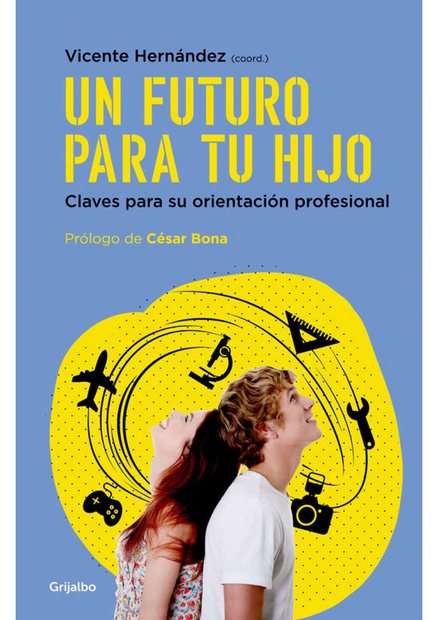 Vicente Hernández (coord.)
UN FUTURO
PARA TU HIJO
Claves para su orientación profesional
Prólogo de César Bona
Grijalbo